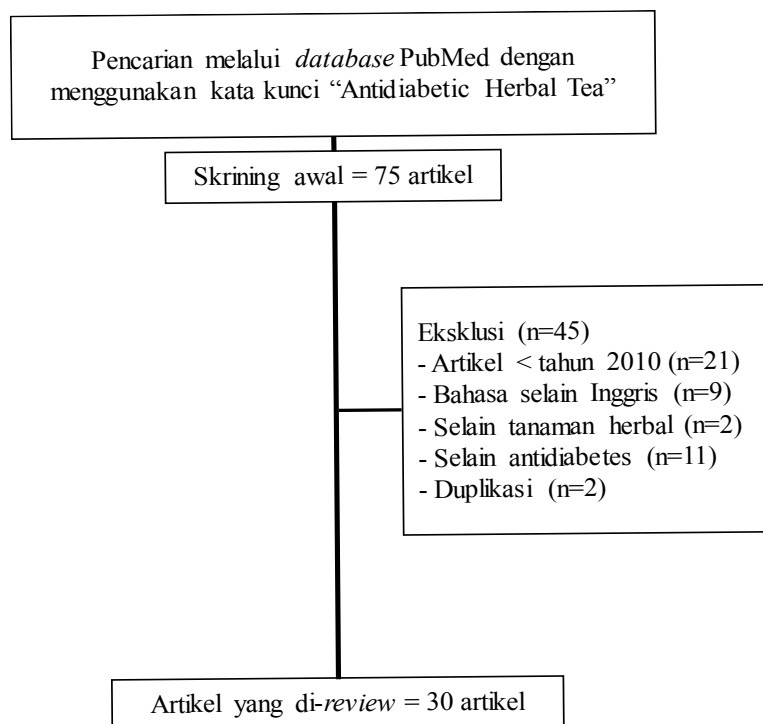 Pencarian melalui database PubMed dengan
menggunakan kata kunci “Antidiabetic Herbal Tea”
Skrining awal = 75 artikel
Eksklusi (n=45)
- Artikel < tahun 2010 (n=21)
- Bahasa selain Inggris (n=9)
- Selain tanaman herbal (n=2)
- Selain antidiabetes (n=11)
- Duplikasi (n=2)
Artikel yang di-review = 30 artikel